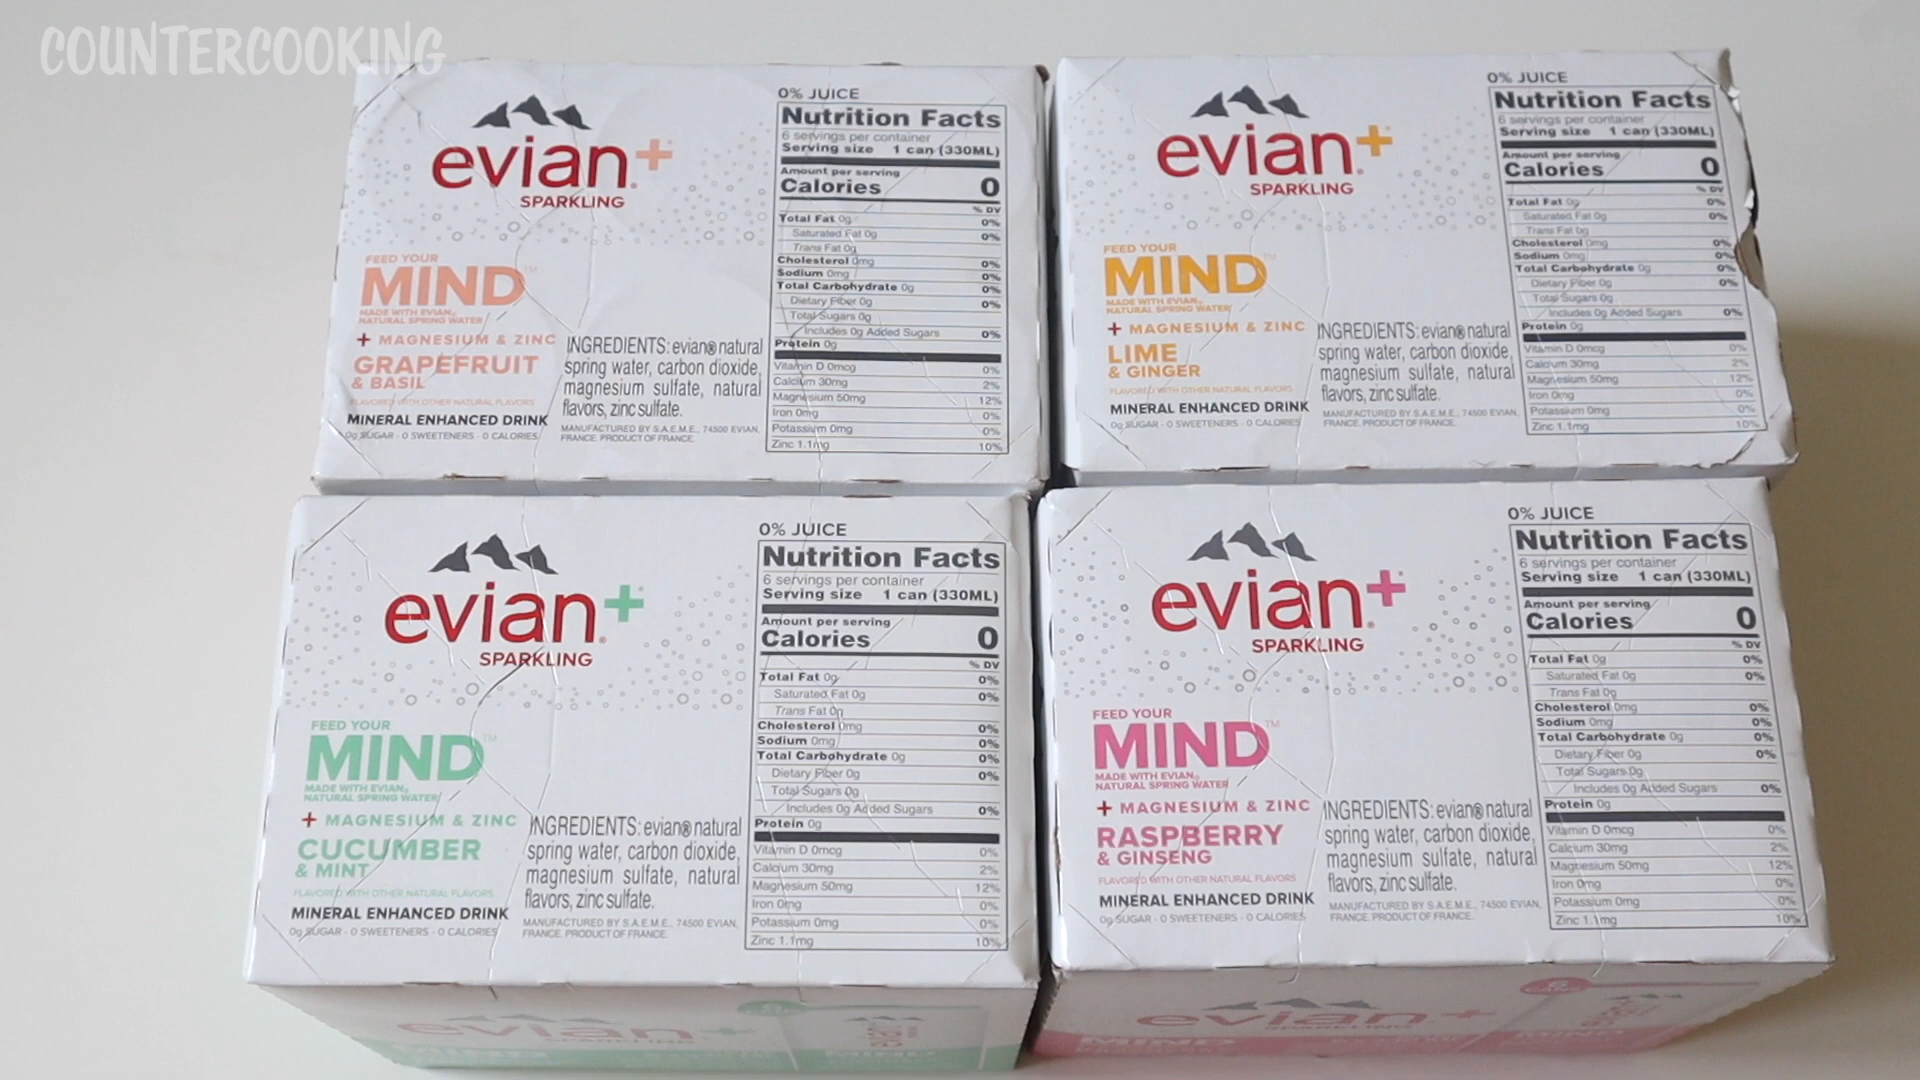 COUNTERCOOKING
evian+
SPARKLING
FEED YOUR
MIND™
MADE WITH EVIAN®
NATURAL SPRING WATER
+ MAGNESIUM & ZINC
GRAPEFRUIT
& BASIL
FLAVORED WITH OTHER NATURAL FLAVORS
MINERAL ENHANCED DRINK
0g SUGAR - 0 SWEETENERS - 0 CALORIES
INGREDIENTS: evian® natural
spring water, carbon dioxide,
magnesium sulfate, natural
flavors, zinc sulfate.
MANUFACTURED BY S.A.E.M.E., 74500 EVIAN,
FRANCE. PRODUCT OF FRANCE.
0% JUICE
Nutrition Facts
6 servings per container
Serving size 1 can (330ML)
Amount per serving
Calories 0
% DV
Total Fat 0g 0%
Saturated Fat 0g 0%
Trans Fat 0g
Cholesterol 0mg 0%
Sodium 0mg 0%
Total Carbohydrate 0g 0%
Dietary Fiber 0g 0%
Total Sugars 0g
Includes 0g Added Sugars 0%
Protein 0g
Vitamin D 0mcg 0%
Calcium 30mg 2%
Magnesium 50mg 12%
Iron 0mg 0%
Potassium 0mg 0%
Zinc 1.1mg 10%
evian+
SPARKLING
FEED YOUR
MIND™
MADE WITH EVIAN®
NATURAL SPRING WATER
+ MAGNESIUM & ZINC
LIME
& GINGER
FLAVORED WITH OTHER NATURAL FLAVORS
MINERAL ENHANCED DRINK
0g SUGAR - 0 SWEETENERS - 0 CALORIES
INGREDIENTS: evian® natural
spring water, carbon dioxide,
magnesium sulfate, natural
flavors, zinc sulfate.
MANUFACTURED BY S.A.E.M.E., 74500 EVIAN,
FRANCE. PRODUCT OF FRANCE.
0% JUICE
Nutrition Facts
6 servings per container
Serving size 1 can (330ML)
Amount per serving
Calories 0
% DV
Total Fat 0g 0%
Saturated Fat 0g 0%
Trans Fat 0g
Cholesterol 0mg 0%
Sodium 0mg 0%
Total Carbohydrate 0g 0%
Dietary Fiber 0g 0%
Total Sugars 0g
Includes 0g Added Sugars 0%
Protein 0g
Vitamin D 0mcg 0%
Calcium 30mg 2%
Magnesium 50mg 12%
Iron 0mg 0%
Potassium 0mg 0%
Zinc 1.1mg 10%
evian+
SPARKLING
FEED YOUR
MIND™
MADE WITH EVIAN®
NATURAL SPRING WATER
+ MAGNESIUM & ZINC
CUCUMBER
& MINT
FLAVORED WITH OTHER NATURAL FLAVORS
MINERAL ENHANCED DRINK
0g SUGAR - 0 SWEETENERS - 0 CALORIES
INGREDIENTS: evian® natural
spring water, carbon dioxide,
magnesium sulfate, natural
flavors, zinc sulfate.
MANUFACTURED BY S.A.E.M.E., 74500 EVIAN,
FRANCE. PRODUCT OF FRANCE.
0% JUICE
Nutrition Facts
6 servings per container
Serving size 1 can (330ML)
Amount per serving
Calories 0
% DV
Total Fat 0g 0%
Saturated Fat 0g 0%
Trans Fat 0g
Cholesterol 0mg 0%
Sodium 0mg 0%
Total Carbohydrate 0g 0%
Dietary Fiber 0g 0%
Total Sugars 0g
Includes 0g Added Sugars 0%
Protein 0g
Vitamin D 0mcg 0%
Calcium 30mg 2%
Magnesium 50mg 12%
Iron 0mg 0%
Potassium 0mg 0%
Zinc 1.1mg 10%
evian+
MIND
evian
MIND
evian+
SPARKLING
FEED YOUR
MIND™
MADE WITH EVIAN®
NATURAL SPRING WATER
+ MAGNESIUM & ZINC
RASPBERRY
& GINSENG
FLAVORED WITH OTHER NATURAL FLAVORS
MINERAL ENHANCED DRINK
0g SUGAR - 0 SWEETENERS - 0 CALORIES
INGREDIENTS: evian® natural
spring water, carbon dioxide,
magnesium sulfate, natural
flavors, zinc sulfate.
MANUFACTURED BY S.A.E.M.E., 74500 EVIAN,
FRANCE. PRODUCT OF FRANCE.
0% JUICE
Nutrition Facts
6 servings per container
Serving size 1 can (330ML)
Amount per serving
Calories 0
% DV
Total Fat 0g 0%
Saturated Fat 0g 0%
Trans Fat 0g
Cholesterol 0mg 0%
Sodium 0mg 0%
Total Carbohydrate 0g 0%
Dietary Fiber 0g 0%
Total Sugars 0g
Includes 0g Added Sugars 0%
Protein 0g
Vitamin D 0mcg 0%
Calcium 30mg 2%
Magnesium 50mg 12%
Iron 0mg 0%
Potassium 0mg 0%
Zinc 1.1mg 10%
evian+
MIND